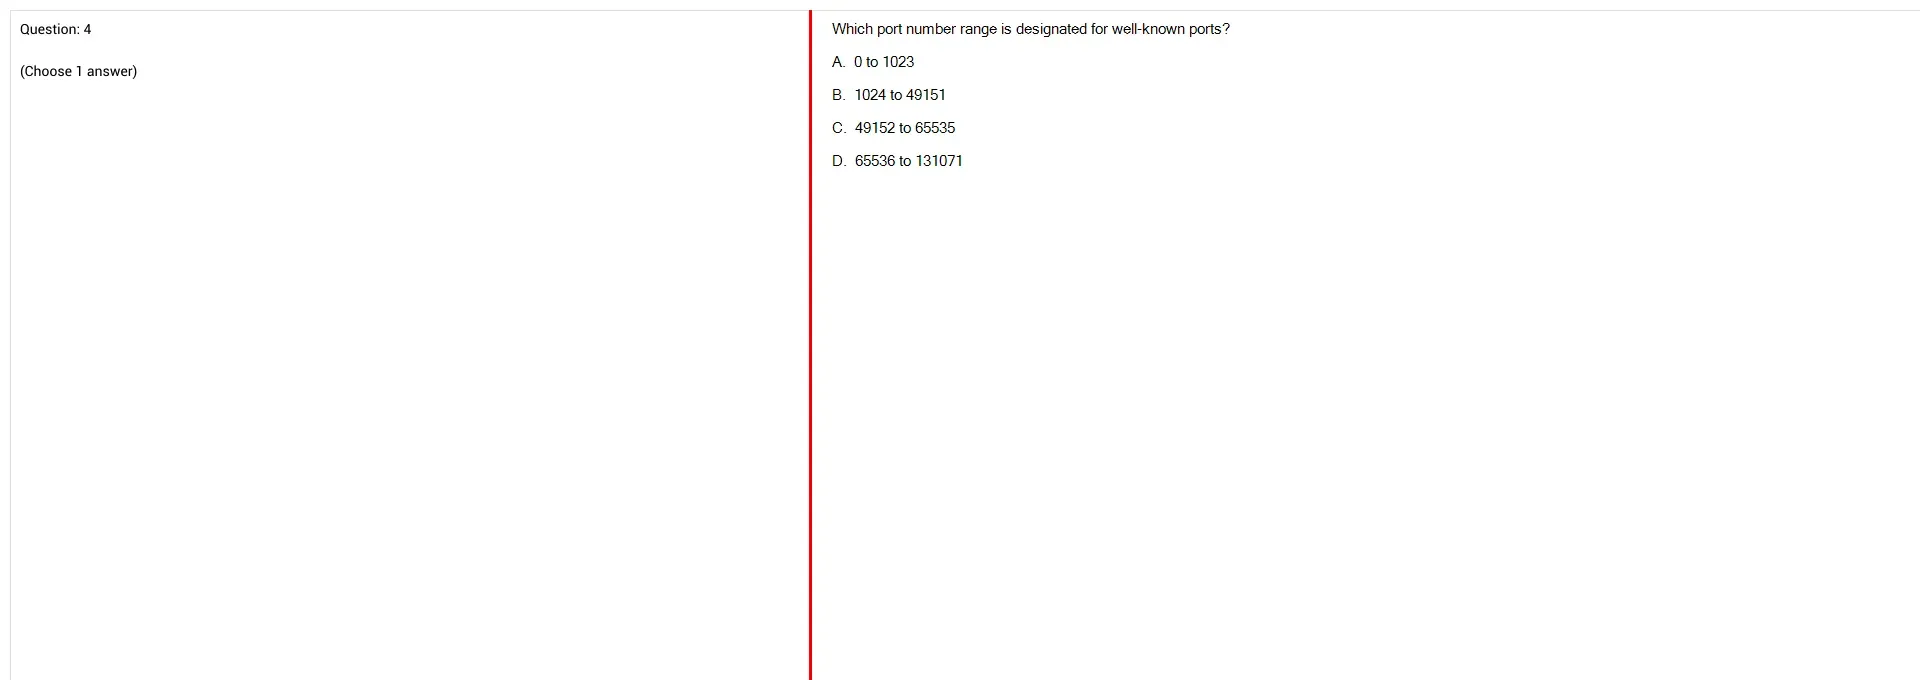 Question: 4
(Choose 1 answer)
Which port number range is designated for well-known ports?
A. 0 to 1023
B. 1024 to 49151
C. 49152 to 65535
D. 65536 to 131071